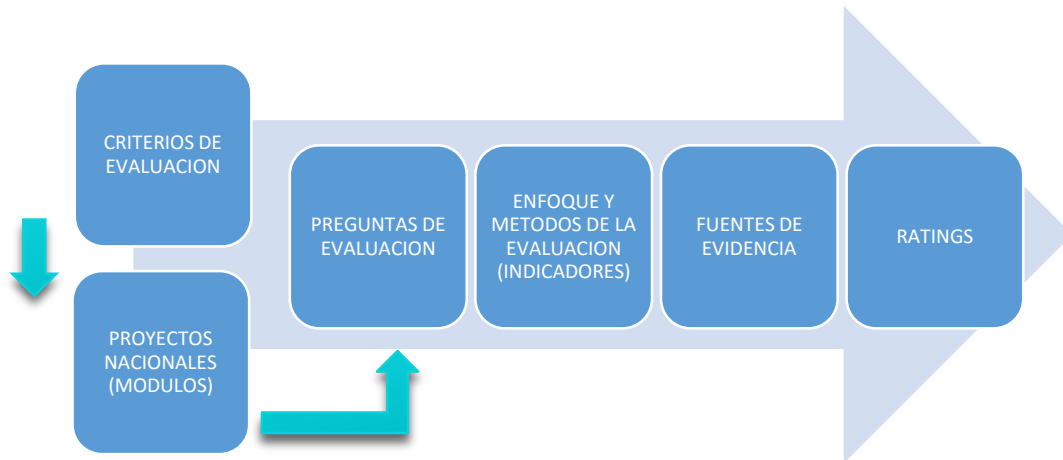 CRITERIOS DE
EVALUACION
PROYECTOS
NACIONALES
(MODULOS)
PREGUNTAS DE
EVALUACION
ENFOQUE Y
METODOS DE LA
EVALUACION
(INDICADORES)
FUENTES DE
EVIDENCIA
RATINGS